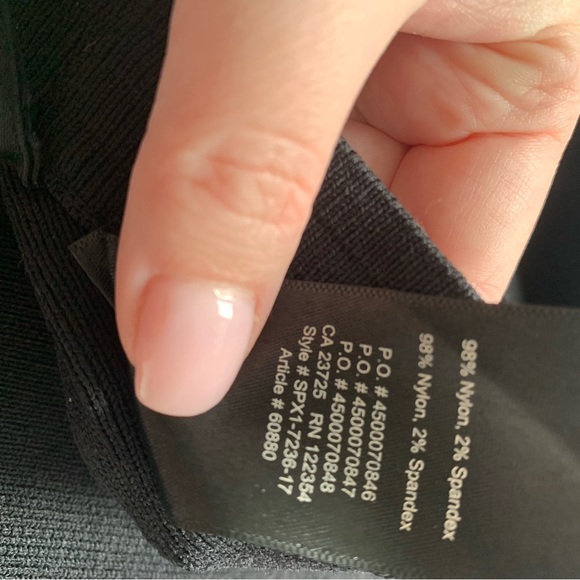 98% Nylon, 2% Spandex
98% Nylon, 2% Spandex
P.O. # 4500070846
P.O. # 4500070847
P.O. # 4500070848
CA 23725 RN 122354
Style # SPX1-7236-17
Article # 60880